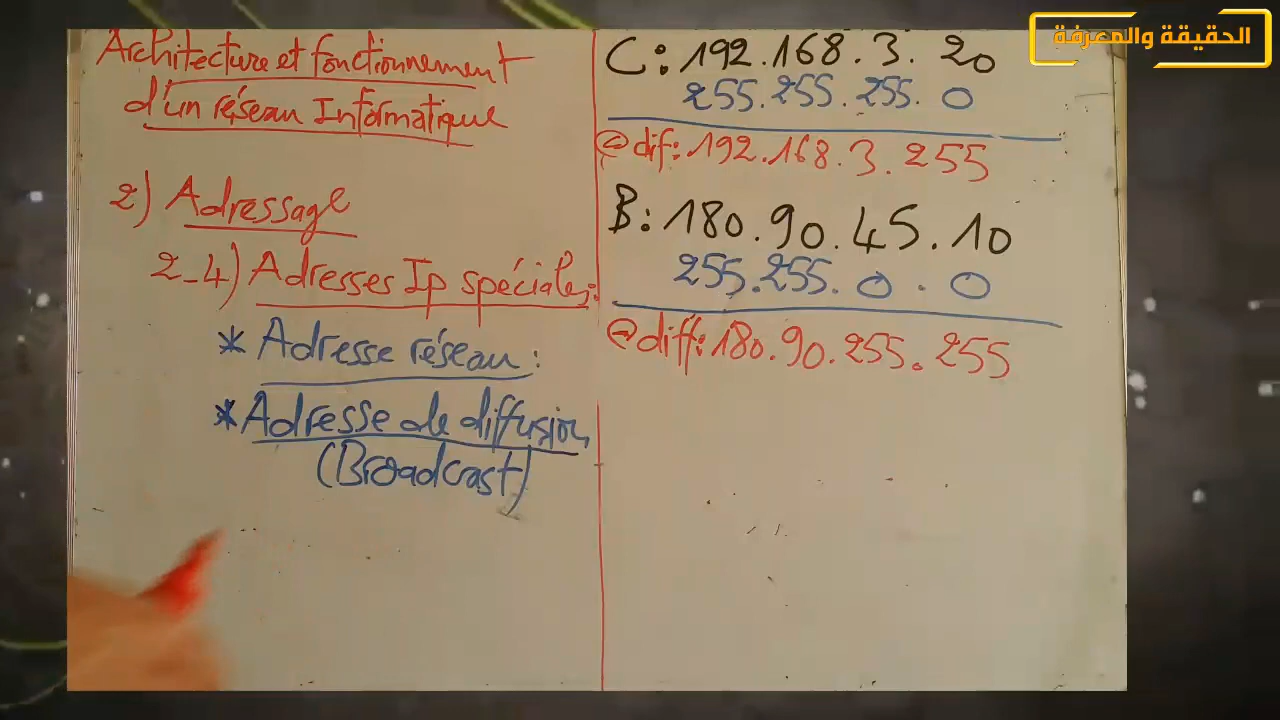 الحقيقة والمعرفة
Architecture et fonctionnement
d'un réseau Informatique
2) Adressage
2-4) Adresses Ip spéciales:
* Adresse réseau:
* Adresse de diffusion
(Broadcast)
C: 192.168.3.20
255.255.255.0
@dif: 192.168.3.255
B: 180.90.45.10
255.255.0.0
@diff: 180.90.255.255